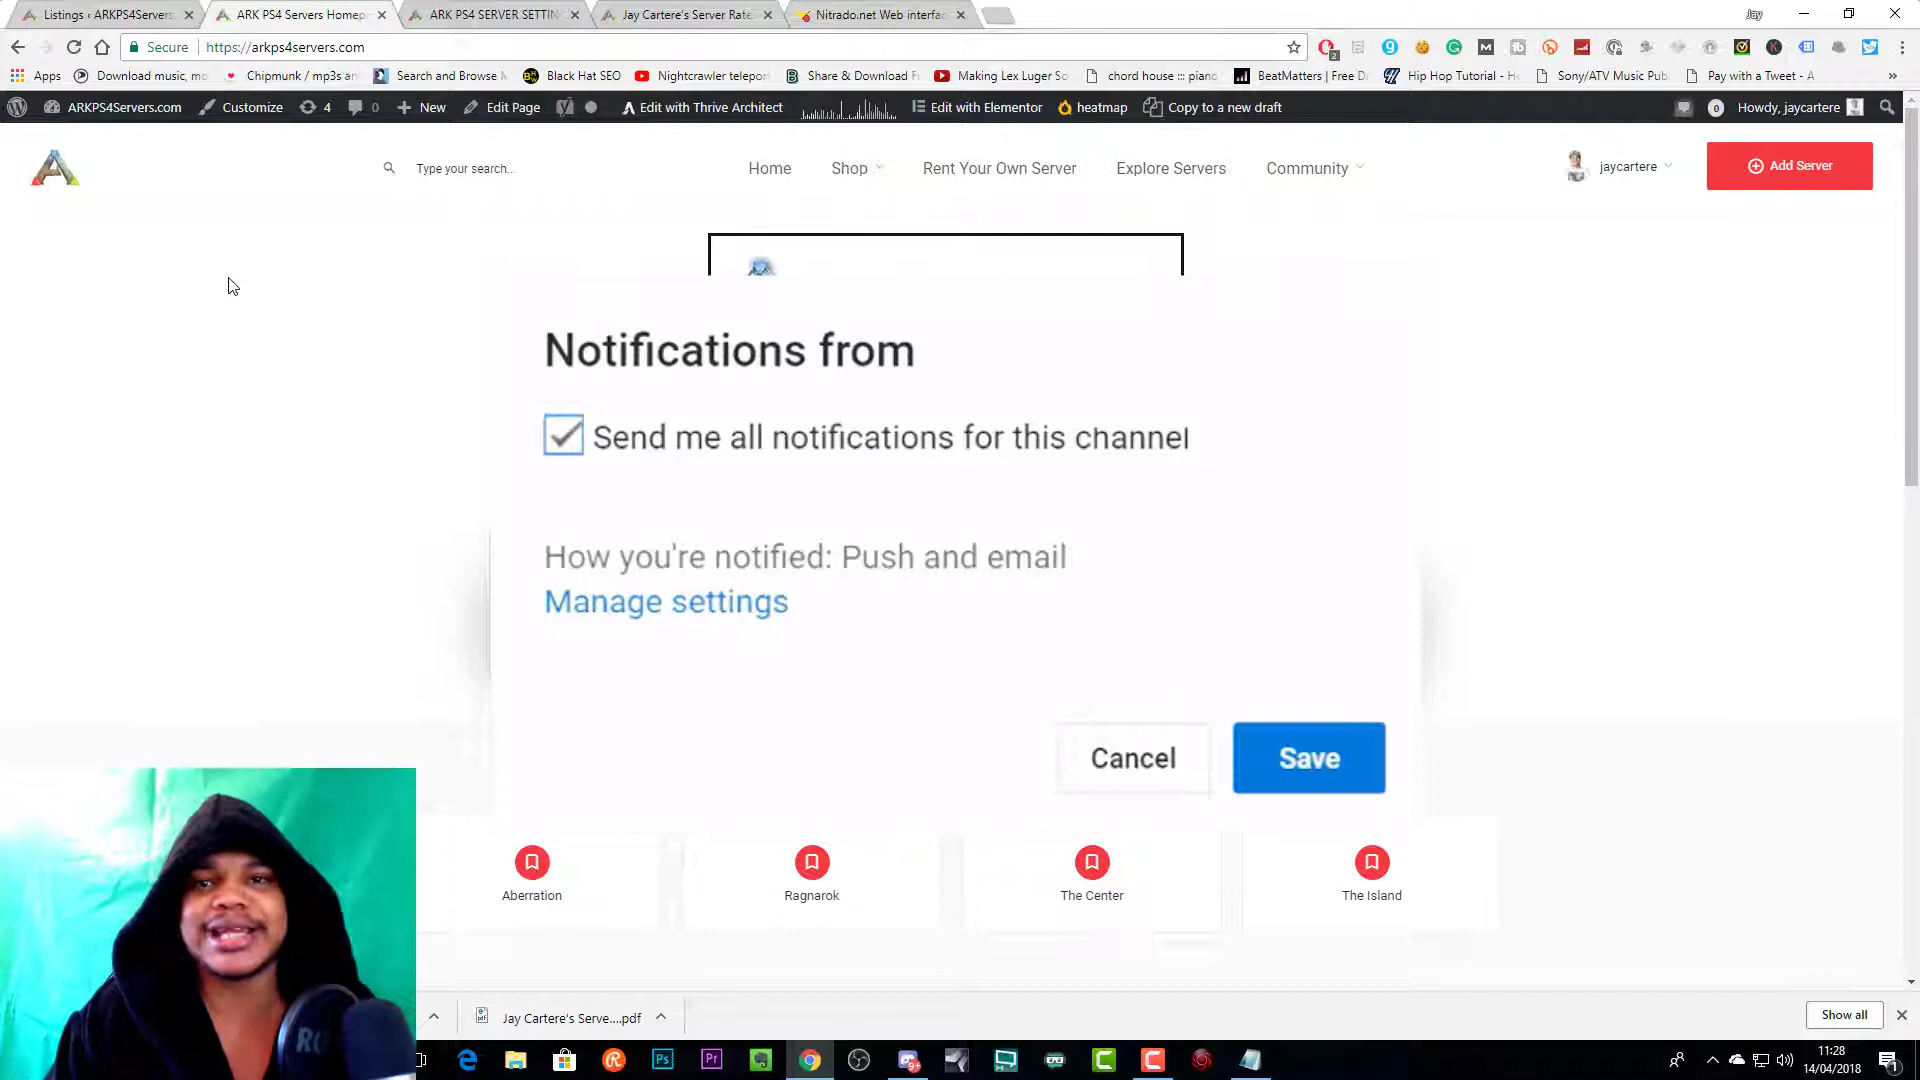 Listings ‹ ARKPS4Servers
ARK PS4 Servers Homep
ARK PS4 SERVER SETTIN
Jay Cartere's Server Rate
Nitrado.net Web interfac
Jay
Secure
https://arkps4servers.com
Apps
Download music, mo
Chipmunk / mp3s ar
Search and Browse M
Black Hat SEO
Nightcrawler telepor
Share & Download F
Making Lex Luger So
chord house ::: piano
BeatMatters | Free D
Hip Hop Tutorial - H
Sony/ATV Music Pub
Pay with a Tweet - A
ARKPS4Servers.com
Customize
4
0
New
Edit Page
Edit with Thrive Architect
Edit with Elementor
heatmap
Copy to a new draft
0
Howdy, jaycartere
Type your search...
Home
Shop
Rent Your Own Server
Explore Servers
Community
jaycartere
Add Server
Notifications from
Send me all notifications for this channel
How you're notified: Push and email
Manage settings
Cancel
Save
Aberration
Ragnarok
The Center
The Island
Jay Cartere's Serve....pdf
Show all
11:28
14/04/2018